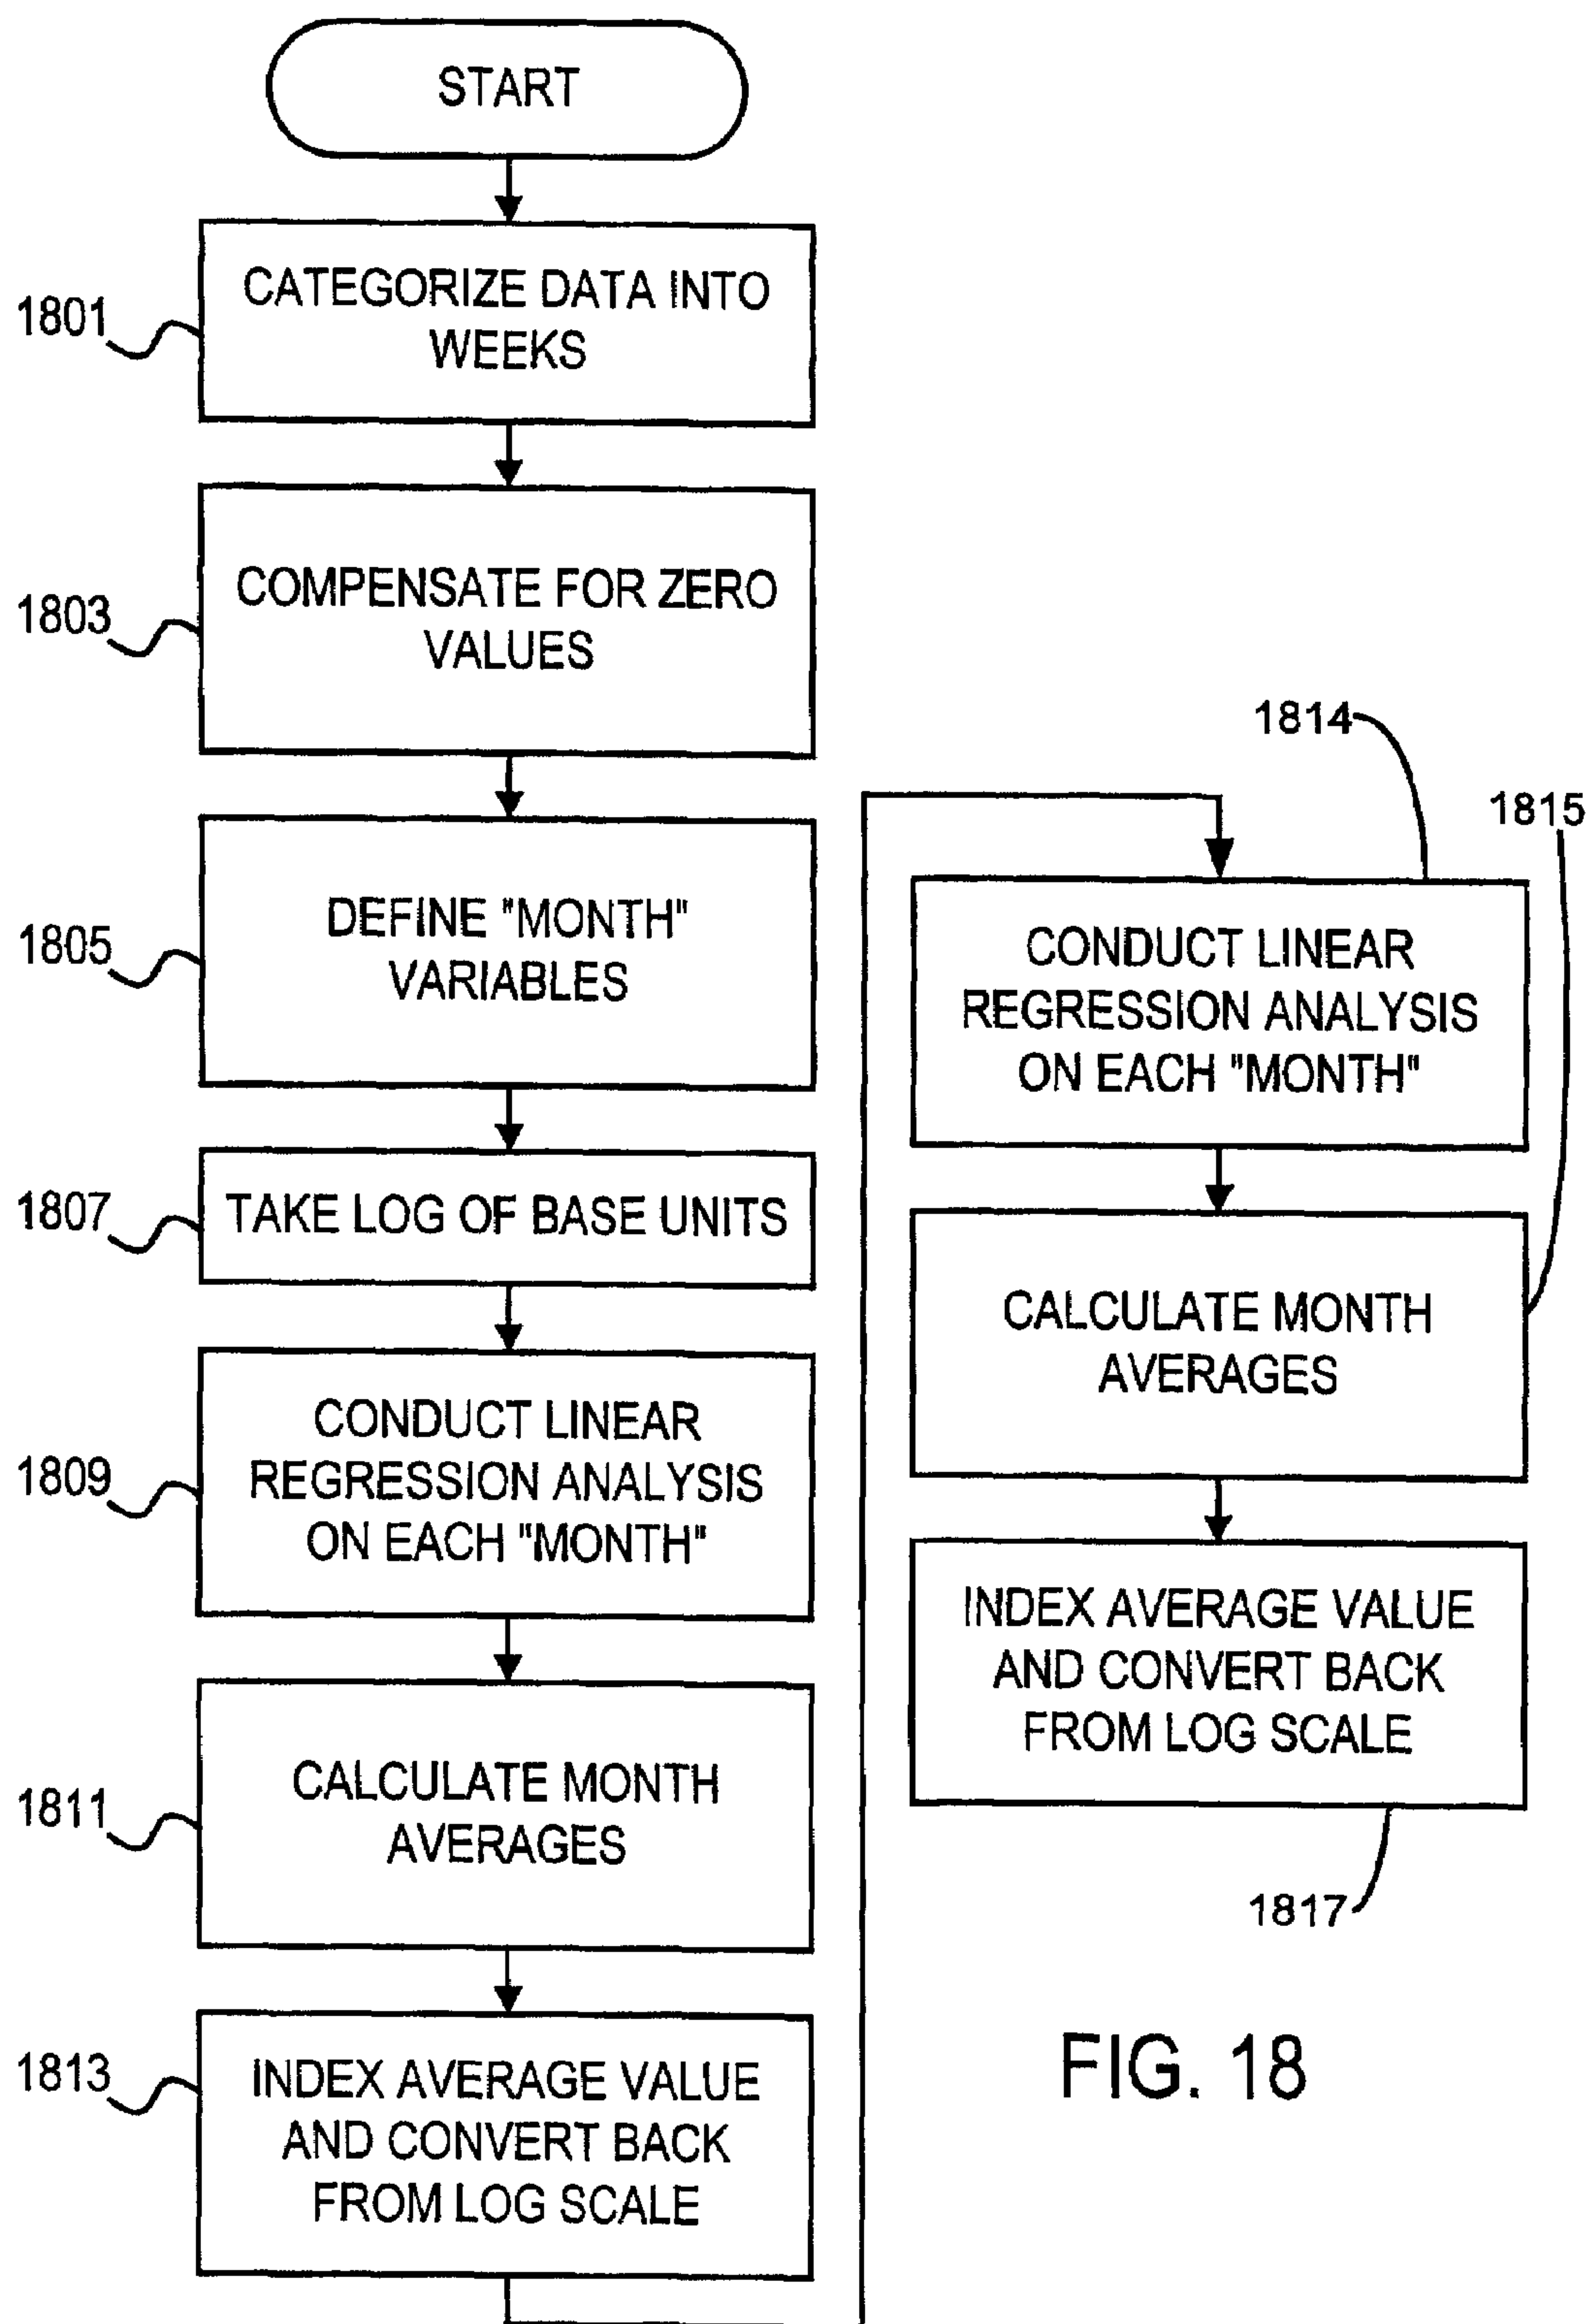 START
1801
CATEGORIZE DATA INTO
WEEKS
1803
COMPENSATE FOR ZERO
VALUES
1805
DEFINE "MONTH"
VARIABLES
1807
TAKE LOG OF BASE UNITS
1809
CONDUCT LINEAR
REGRESSION ANALYSIS
ON EACH "MONTH"
1811
CALCULATE MONTH
AVERAGES
1813
INDEX AVERAGE VALUE
AND CONVERT BACK
FROM LOG SCALE
1814
CONDUCT LINEAR
REGRESSION ANALYSIS
ON EACH "MONTH"
1815
CALCULATE MONTH
AVERAGES
INDEX AVERAGE VALUE
AND CONVERT BACK
FROM LOG SCALE
1817
FIG. 18